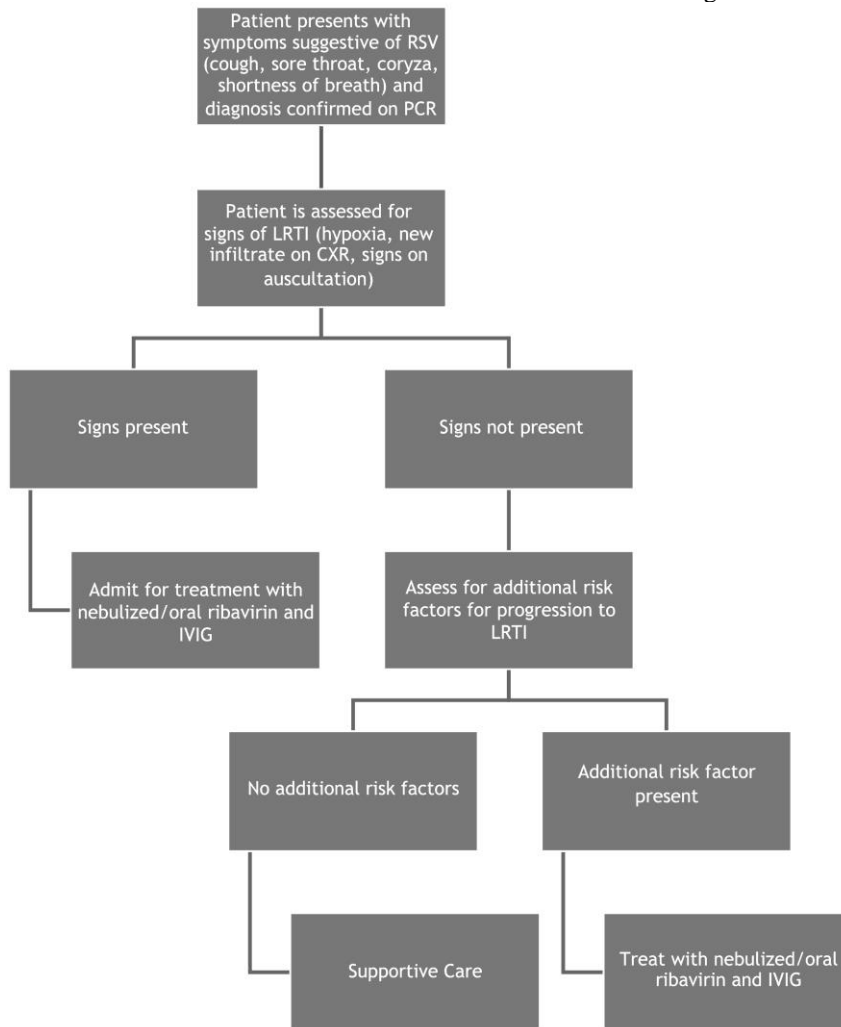 Patient presents with
symptoms suggestive of RSV
(cough, sore throat, coryza,
shortness of breath) and
diagnosis confirmed on PCR
Patient is assessed for
signs of LRTI (hypoxia, new
infiltrate on CXR, signs on
auscultation)
Signs present
Signs not present
Admit for treatment with
nebulized/oral ribavirin and
IVIG
Assess for additional risk
factors for progression to
LRTI
No additional risk factors
Additional risk factor
present
Supportive Care
Treat with nebulized/oral
ribavirin and IVIG